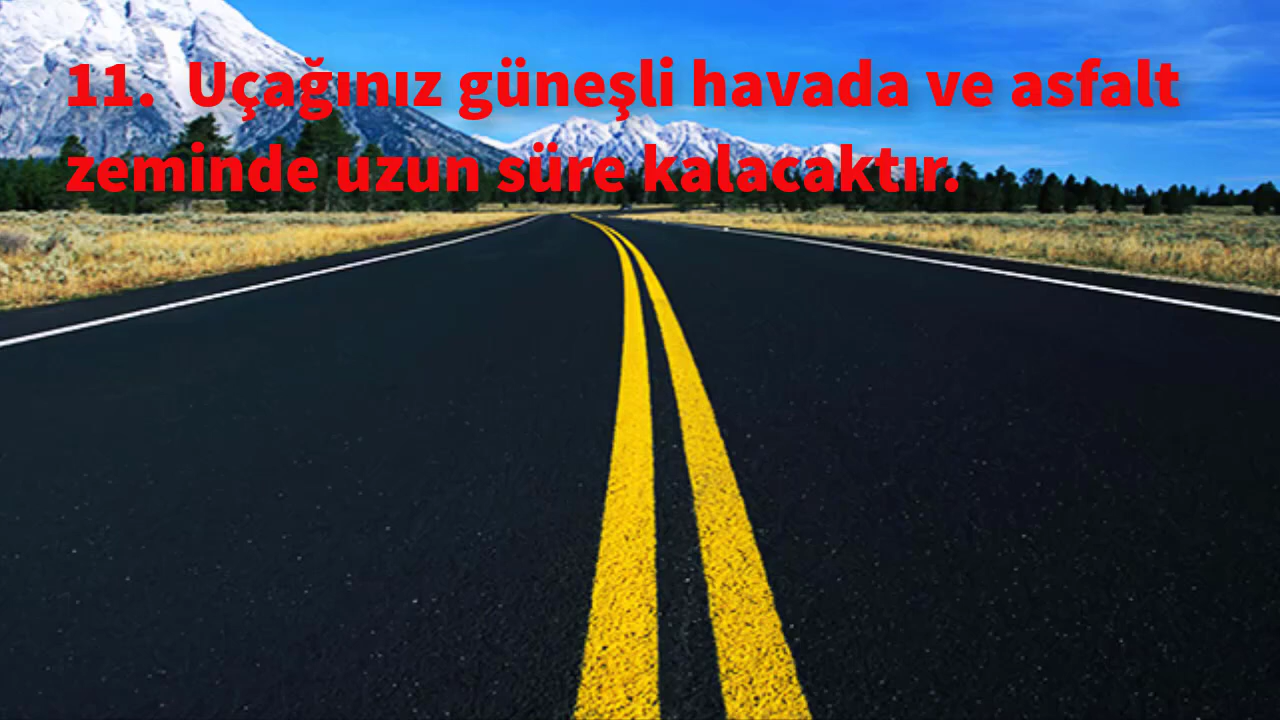 11. Uçağınız güneşli havada ve asfalt
zeminde uzun süre kalacaktır.